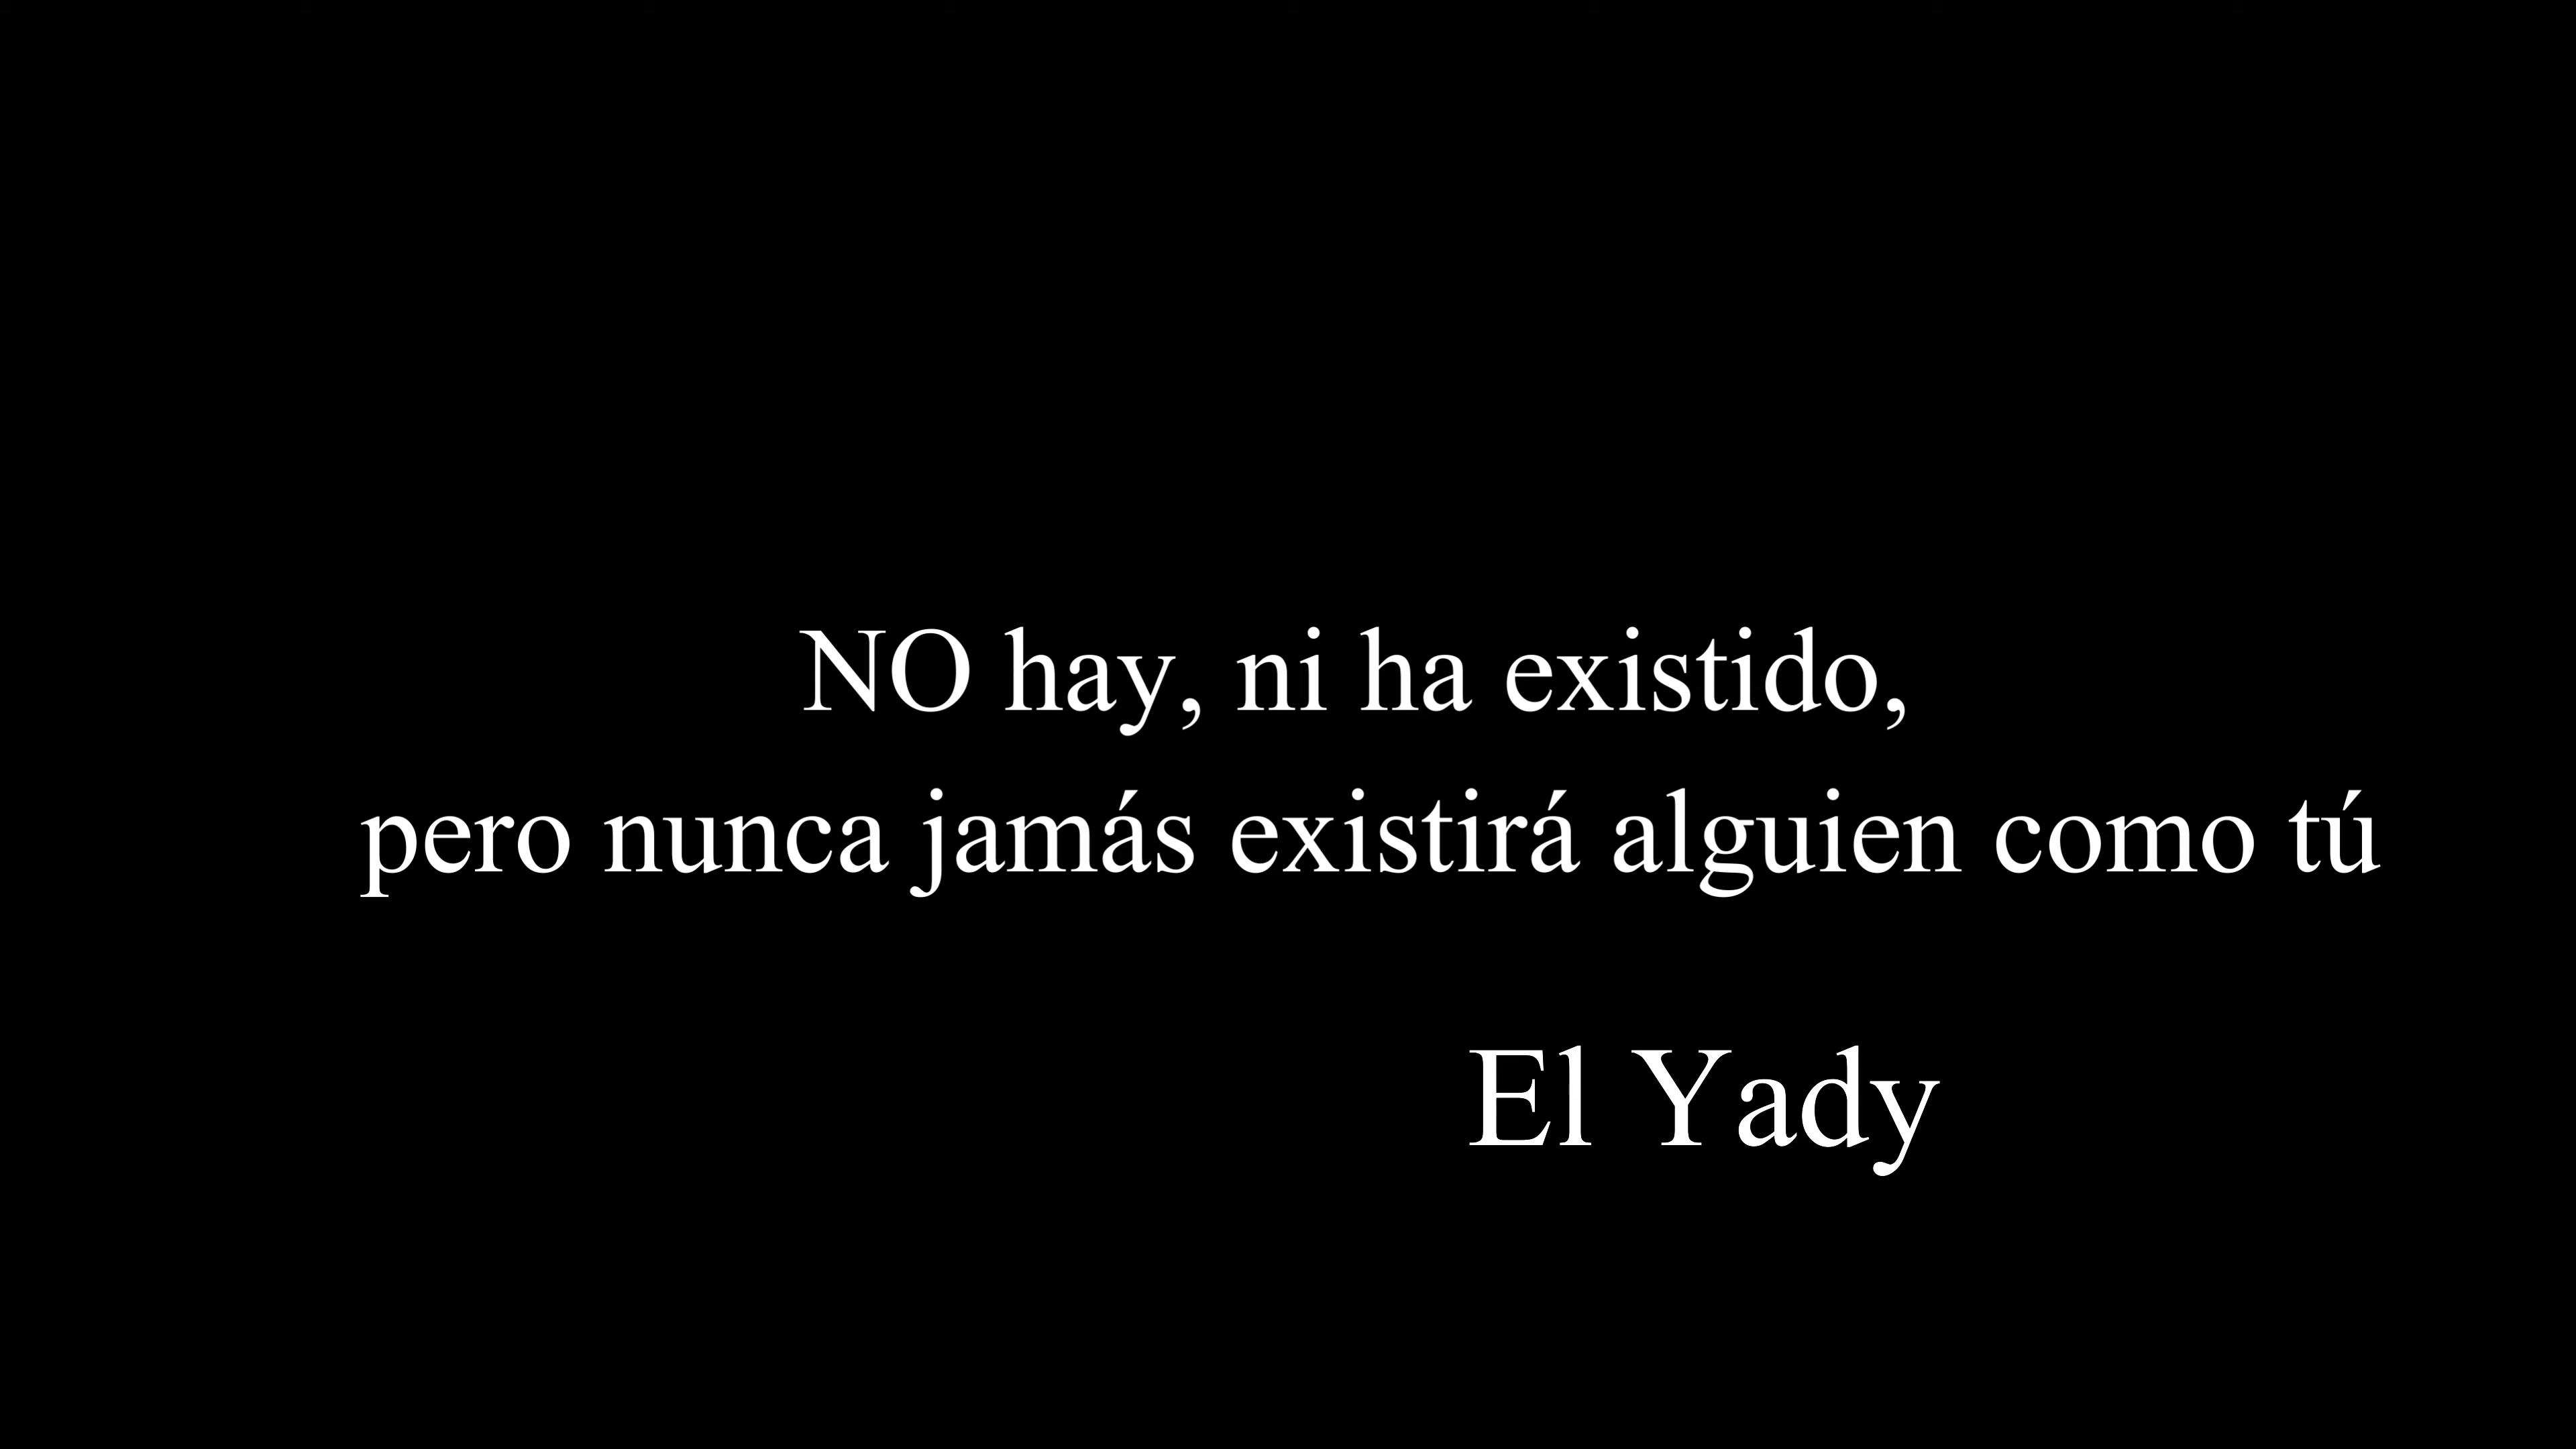 NO hay, ni ha existido,
pero nunca jamás existirá alguien como tú
El Yady